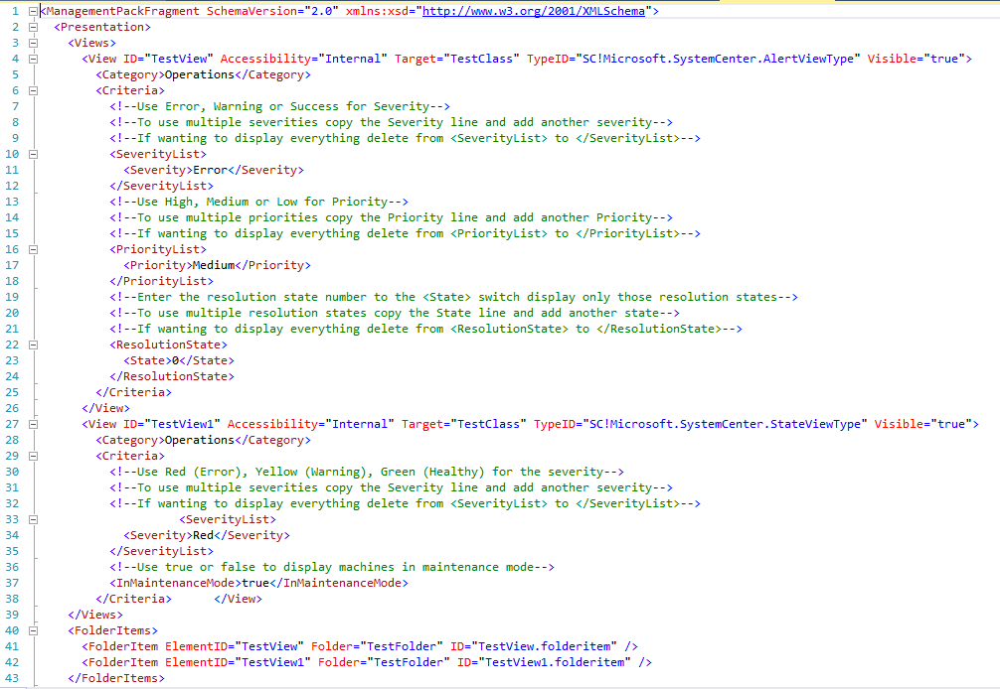 1 <ManagementPackFragment SchemaVersion="2.0" xmlns:xsd="http://www.w3.org/2001/XMLSchema">
2 <Presentation>
3 <Views>
4 <View ID="TestView" Accessibility="Internal" Target="TestClass" TypeID="SC!Microsoft.SystemCenter.AlertViewType" Visible="true">
5 <Category>Operations</Category>
6 <Criteria>
7 <!--Use Error, Warning or Success for Severity-->
8 <!--To use multiple severities copy the Severity line and add another severity-->
9 <!--If wanting to display everything delete from <SeverityList> to </SeverityList>-->
10 <SeverityList>
11 <Severity>Error</Severity>
12 </SeverityList>
13 <!--Use High, Medium or Low for Priority-->
14 <!--To use multiple priorities copy the Priority line and add another Priority-->
15 <!--If wanting to display everything delete from <PriorityList> to </PriorityList>-->
16 <PriorityList>
17 <Priority>Medium</Priority>
18 </PriorityList>
19 <!--Enter the resolution state number to the <State> switch display only those resolution states-->
20 <!--To use multiple resolution states copy the State line and add another state-->
21 <!--If wanting to display everything delete from <ResolutionState> to </ResolutionState>-->
22 <ResolutionState>
23 <State>0</State>
24 </ResolutionState>
25 </Criteria>
26 </View>
27 <View ID="TestView1" Accessibility="Internal" Target="TestClass" TypeID="SC!Microsoft.SystemCenter.StateViewType" Visible="true">
28 <Category>Operations</Category>
29 <Criteria>
30 <!--Use Red (Error), Yellow (Warning), Green (Healthy) for the severity-->
31 <!--To use multiple severities copy the Severity line and add another severity-->
32 <!--If wanting to display everything delete from <SeverityList> to </SeverityList>-->
33 <SeverityList>
34 <Severity>Red</Severity>
35 </SeverityList>
36 <!--Use true or false to display machines in maintenance mode-->
37 <InMaintenanceMode>true</InMaintenanceMode>
38 </Criteria> </View>
39 </Views>
40 <FolderItems>
41 <FolderItem ElementID="TestView" Folder="TestFolder" ID="TestView.folderitem" />
42 <FolderItem ElementID="TestView1" Folder="TestFolder" ID="TestView1.folderitem" />
43 </FolderItems>